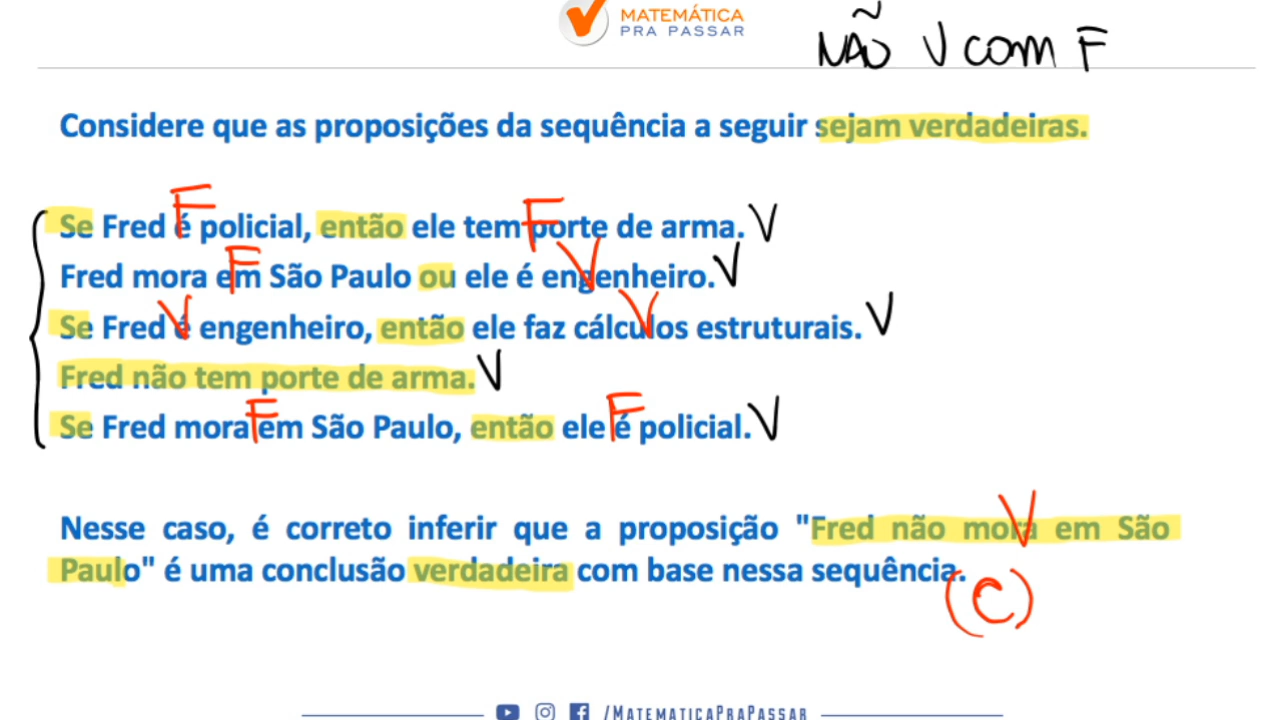 MATEMÁTICA
PRA PASSAR
NÃO V COM F
Considere que as proposições da sequência a seguir sejam verdadeiras.
F F
Se Fred é policial, então ele tem porte de arma. V
F V
Fred mora em São Paulo ou ele é engenheiro. V
V V
Se Fred é engenheiro, então ele faz cálculos estruturais. V
Fred não tem porte de arma. V
F F
Se Fred mora em São Paulo, então ele é policial. V
V
Nesse caso, é correto inferir que a proposição "Fred não mora em São
Paulo" é uma conclusão verdadeira com base nessa sequência.
(C)
/MATEMATICAPRAPASSAR